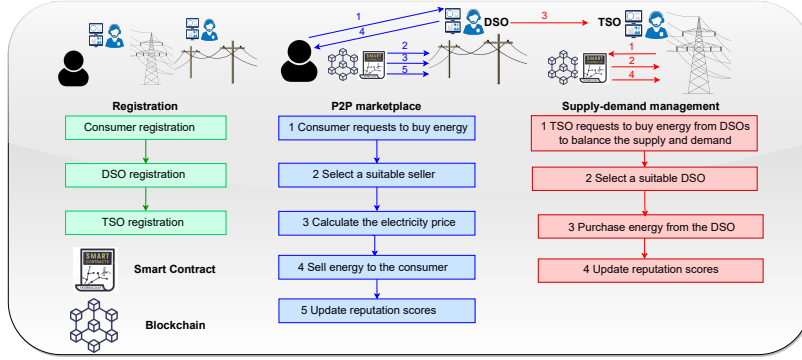 1
4
DSO
3
TSO
2
3
5
1
2
4
Registration
P2P marketplace
Supply-demand management
Consumer registration
DSO registration
TSO registration
1 Consumer requests to buy energy
2 Select a suitable seller
3 Calculate the electricity price
4 Sell energy to the consumer
5 Update reputation scores
1 TSO requests to buy energy from DSOs
to balance the supply and demand
2 Select a suitable DSO
3 Purchase energy from the DSO
4 Update reputation scores
SMART
CONTRACTS
Smart Contract
Blockchain